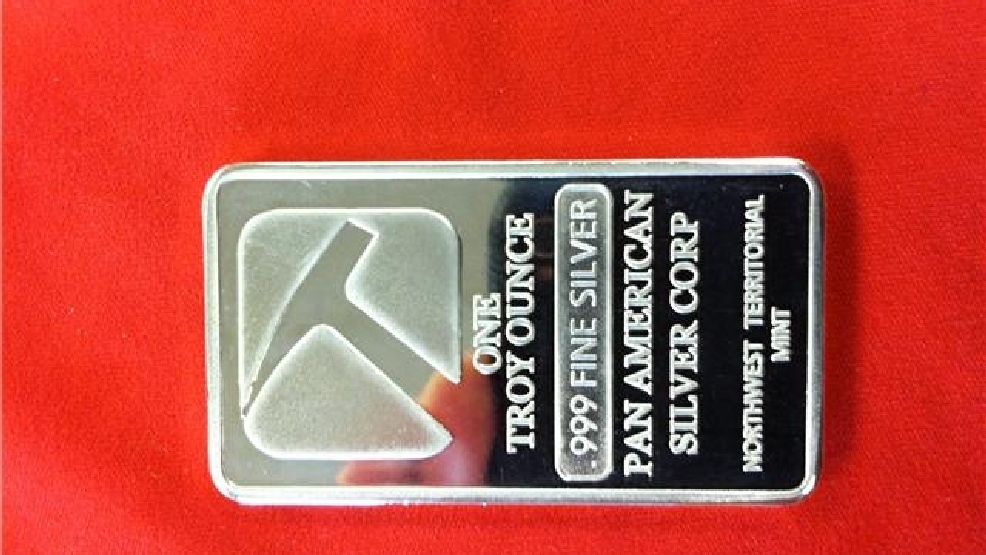 ONE
TROY OUNCE
.999 FINE SILVER
PAN AMERICAN
SILVER CORP
NORTHWEST TERRITORIAL
MINT